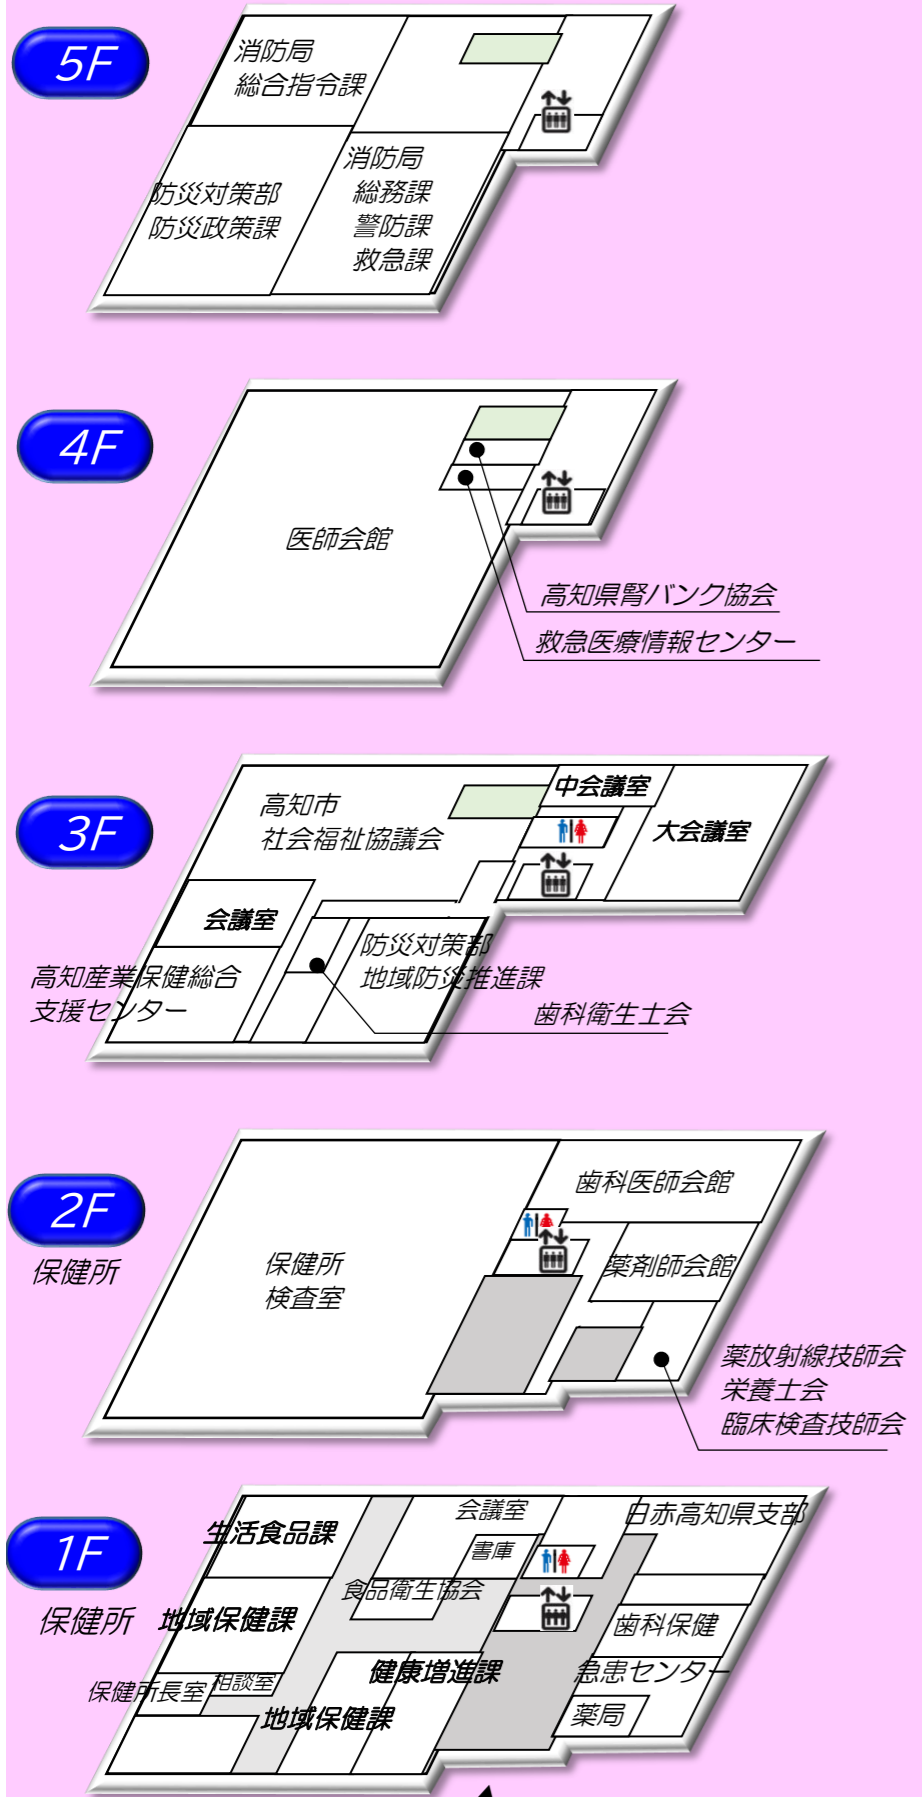 5F
消防局
総合指令課
消防局
総務課
警防課
救急課
防災対策部
防災政策課
4F
医師会館
高知県腎バンク協会
救急医療情報センター
3F
高知市
社会福祉協議会
中会議室
大会議室
会議室
防災対策部
地域防災推進課
高知産業保健総合
支援センター
歯科衛生士会
2F
保健所
保健所
検査室
歯科医師会館
薬剤師会館
薬放射線技師会
栄養士会
臨床検査技師会
1F
保健所
生活食品課
会議室
日赤高知県支部
書庫
食品衛生協会
地域保健課
歯科保健
健康増進課
急患センター
相談室
保健所長室
地域保健課
薬局